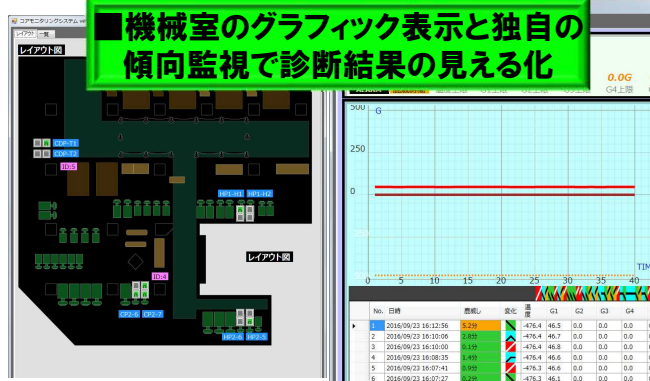 ■機械室のグラフィック表示と独自の
傾向監視で診断結果の見える化
コアモニタリングシステム
レイアウト 一覧
レイアウト図
CDP-T1
CDP-T2
ID:5
HP1-H1 HP1-H2
レイアウト図
ID:4
CP2-6 CP2-7
HP2-6 HP2-5
0.0G
G4上限
500 G
250
0
TIM
0 5 10 15 20 25 30 35 40
No. 日時 変化 温度 G1 G2 G3 G4
1 2016/09/23 16:12:56 5.2分 -476.4 46.5 0.0 0.0 0.0
2 2016/09/23 16:10:06 2.8分 -476.4 46.7 0.0 0.0 0.0
3 2016/09/23 16:10:00 0.1分 -476.4 46.8 0.0 0.0 0.0
4 2016/09/23 16:08:35 1.4分 -476.4 46.6 0.0 0.0 0.0
5 2016/09/23 16:07:41 0.9分 -476.3 46.6 0.0 0.0 0.0
6 2016/09/23 16:07:27 0.2分 -476.3 46.1 0.0 0.0 0.0